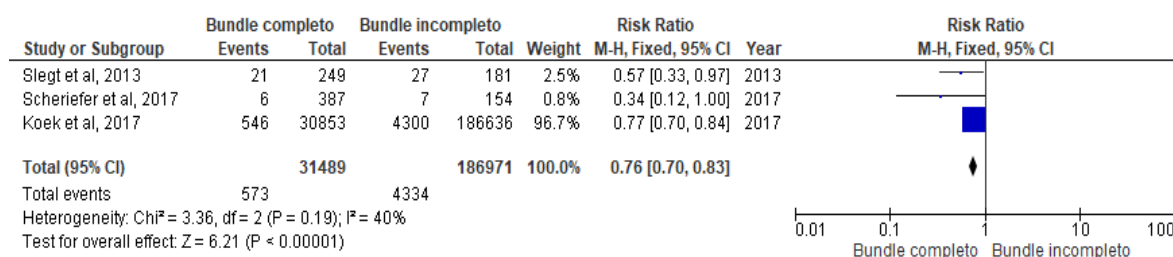 Bundle completo Bundle incompleto Risk Ratio Risk Ratio
Study or Subgroup Events Total Events Total Weight M-H, Fixed, 95% CI Year M-H, Fixed, 95% CI
Slegt et al, 2013 21 249 27 181 2.5% 0.57 [0.33, 0.97] 2013
Scheriefer et al, 2017 6 387 7 154 0.8% 0.34 [0.12, 1.00] 2017
Koek et al, 2017 546 30853 4300 186636 96.7% 0.77 [0.70, 0.84] 2017
Total (95% CI) 31489 186971 100.0% 0.76 [0.70, 0.83]
Total events 573 4334
Heterogeneity: Chi² = 3.36, df = 2 (P = 0.19); I² = 40%
Test for overall effect: Z = 6.21 (P < 0.00001)
0.01 0.1 1 10 100
Bundle completo Bundle incompleto